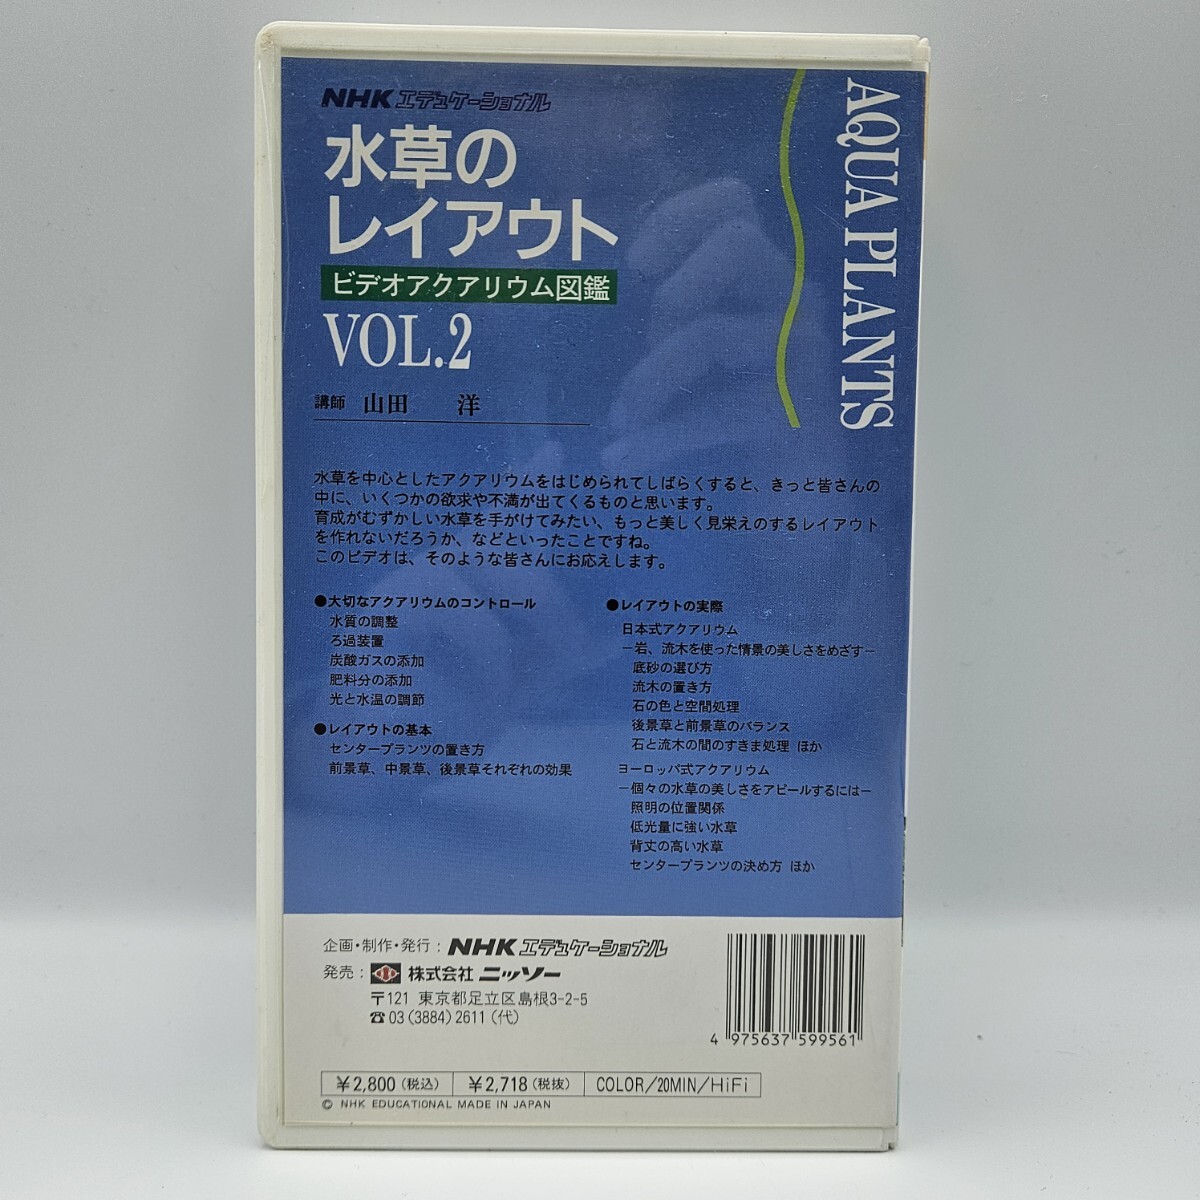 NHKエデュケーショナル
水草の
レイアウト
ビデオアクアリウム図鑑
VOL.2
講師 山田 洋
AQUA PLANTS
水草を中心としたアクアリウムをはじめられてしばらくすると、きっと皆さんの
中に、いくつかの欲求や不満が出てくるものと思います。
育成がむずかしい水草を手がけてみたい、もっと美しく見栄えのするレイアウト
を作れないだろうか、などといったことですね。
このビデオは、そのような皆さんにお応えします。
●大切なアクアリウムのコントロール
水質の調整
ろ過装置
炭酸ガスの添加
肥料分の添加
光と水温の調節
●レイアウトの基本
センタープランツの置き方
前景草、中景草、後景草それぞれの効果
●レイアウトの実際
日本式アクアリウム
－岩、流木を使った情景の美しさをめざす－
底砂の選び方
流木の置き方
石の色と空間処理
後景草と前景草のバランス
石と流木の間のすきま処理 ほか
ヨーロッパ式アクアリウム
－個々の水草の美しさをアピールするには－
照明の位置関係
低光量に強い水草
背丈の高い水草
センタープランツの決め方 ほか
企画・制作・発行：NHKエデュケーショナル
発売：株式会社 ニッソー
〒121 東京都足立区島根3-2-5
☎03(3884)2611(代)
4 975637 599561
￥2,800(税込) ￥2,718(税抜) COLOR/20MIN/HiFi
© NHK EDUCATIONAL MADE IN JAPAN